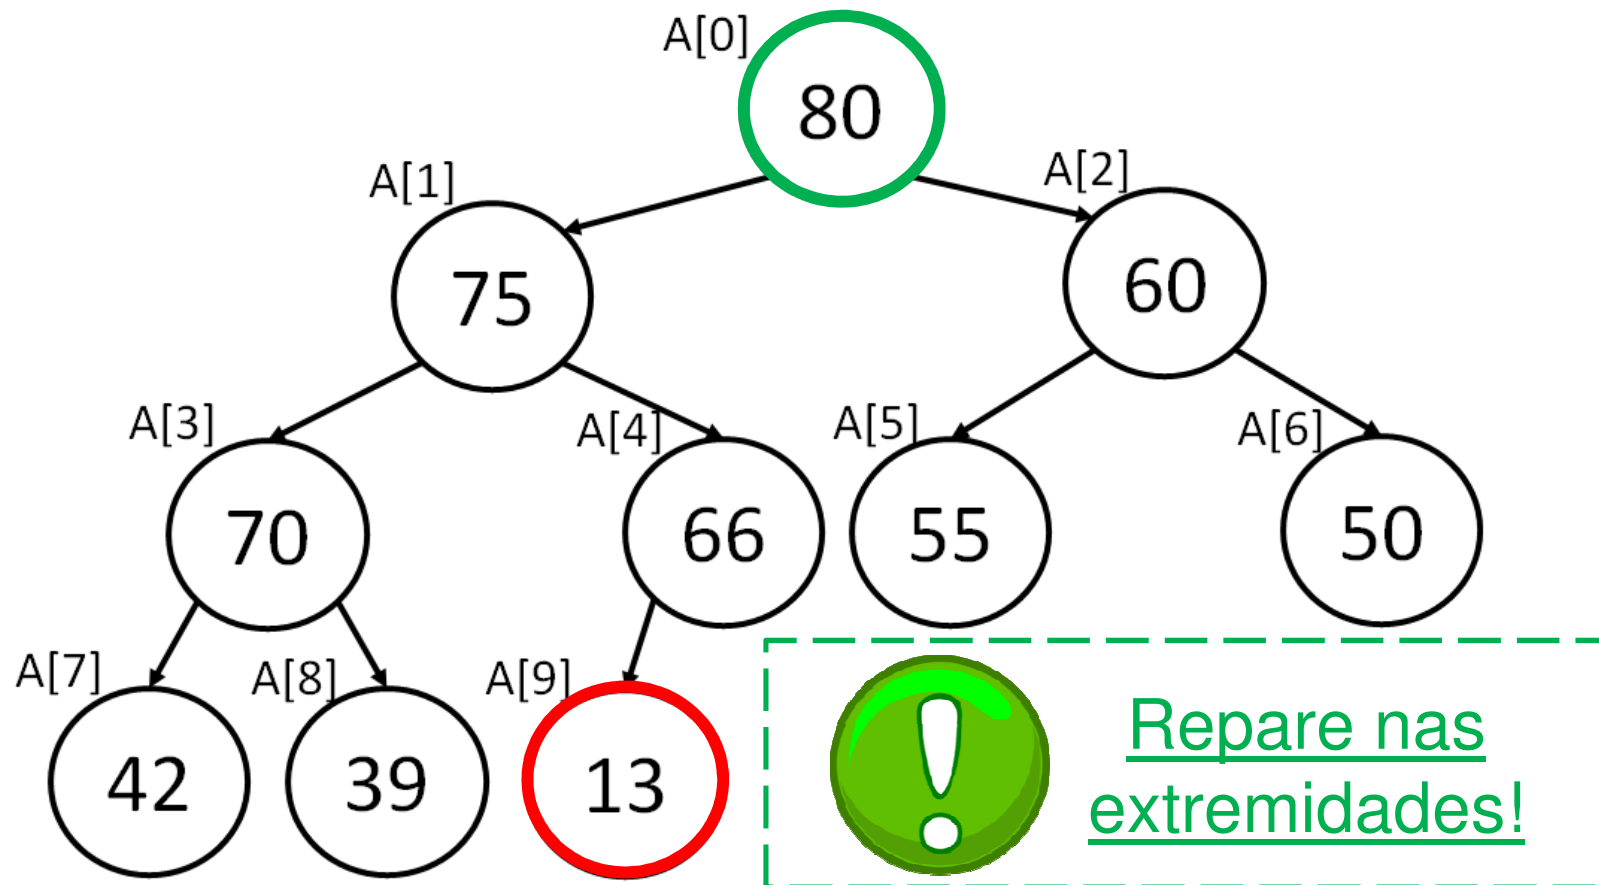 A[0]
80
A[1]
A[2]
75
60
A[3]
A[4]
A[5]
A[6]
70
66
55
50
A[7]
A[8]
A[9]
42
39
13
Repare nas
extremidades!